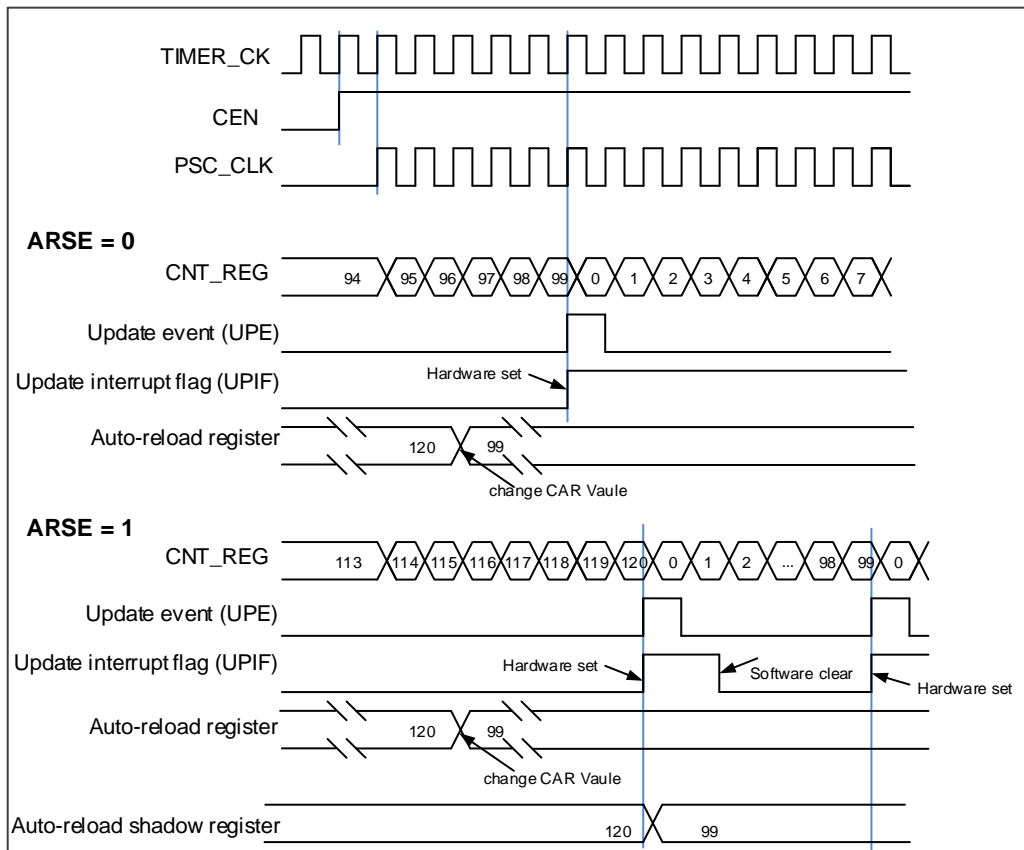 TIMER_CK
CEN
PSC_CLK
ARSE = 0
CNT_REG 94 95 96 97 98 99 0 1 2 3 4 5 6 7
Update event (UPE)
Update interrupt flag (UPIF) Hardware set
Auto-reload register 120 99
change CAR Vaule
ARSE = 1
CNT_REG 113 114 115 116 117 118 119 120 0 1 2 ... 98 99 0
Update event (UPE)
Update interrupt flag (UPIF) Hardware set Software clear Hardware set
Auto-reload register 120 99
change CAR Vaule
Auto-reload shadow register 120 99